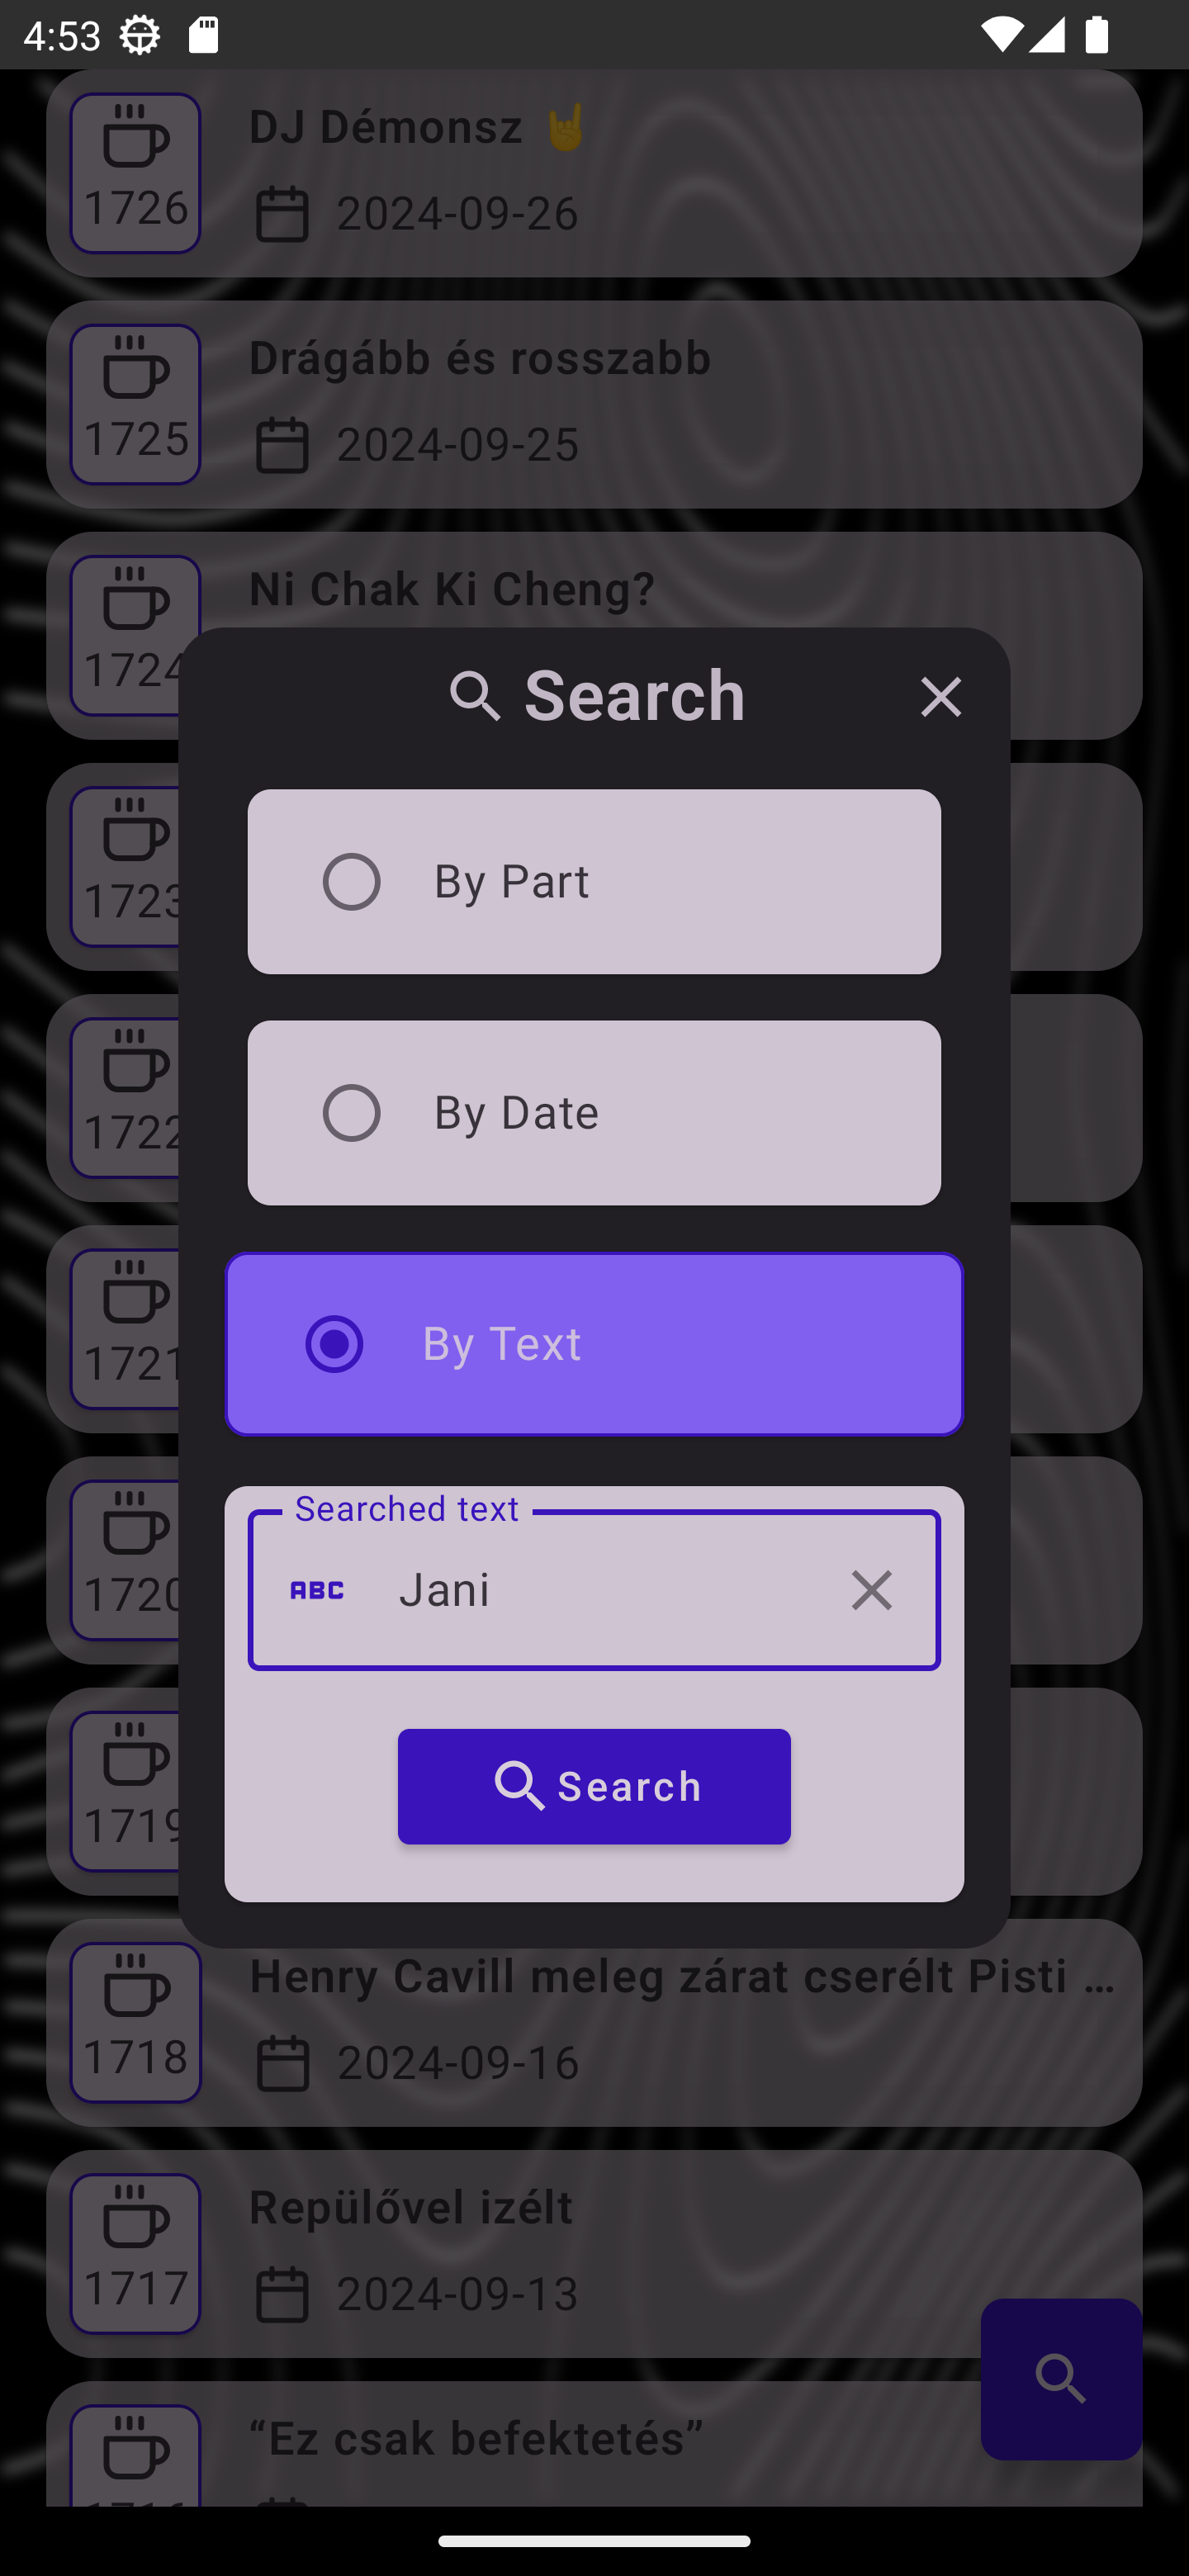 4:53
DJ Démonsz 🤘
1726
2024-09-26
Drágább és rosszabb
1725
2024-09-25
Ni Chak Ki Cheng?
1724
Search
1723
By Part
1722
By Date
1721
By Text
1720
Searched text
ABC Jani
1719
Search
Henry Cavill meleg zárat cserélt Pisti ...
1718
2024-09-16
Repülővel izélt
1717
2024-09-13
“Ez csak befektetés”